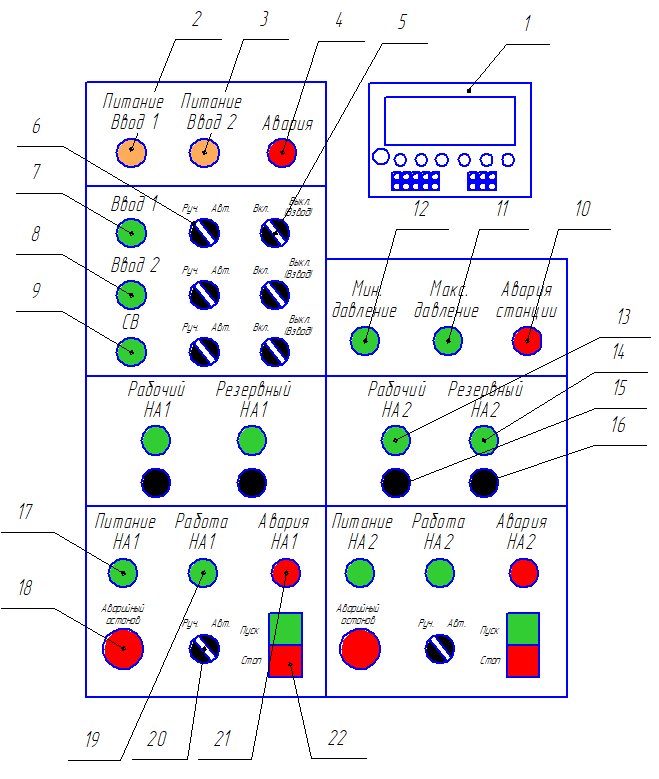 2
3
4
5
1
Питание
Ввод 1
Питание
Ввод 2
Авария
6
7
Ввод 1
Руч.
Авт.
Вкл.
Выкл.
(Взвод)
12
11
10
8
Ввод 2
Руч.
Авт.
Вкл.
Выкл.
(Взвод)
Мин.
давление
Макс.
давление
Авария
станции
9
СВ
Руч.
Авт.
Вкл.
Выкл.
(Взвод)
13
14
15
16
Рабочий
НА1
Резервный
НА1
Рабочий
НА2
Резервный
НА2
17
Питание
НА1
Работа
НА1
Авария
НА1
Питание
НА2
Работа
НА2
Авария
НА2
18
Аварийный
останов
Руч.
Авт.
Пуск
Стоп
Аварийный
останов
Руч.
Авт.
Пуск
Стоп
19
20
21
22